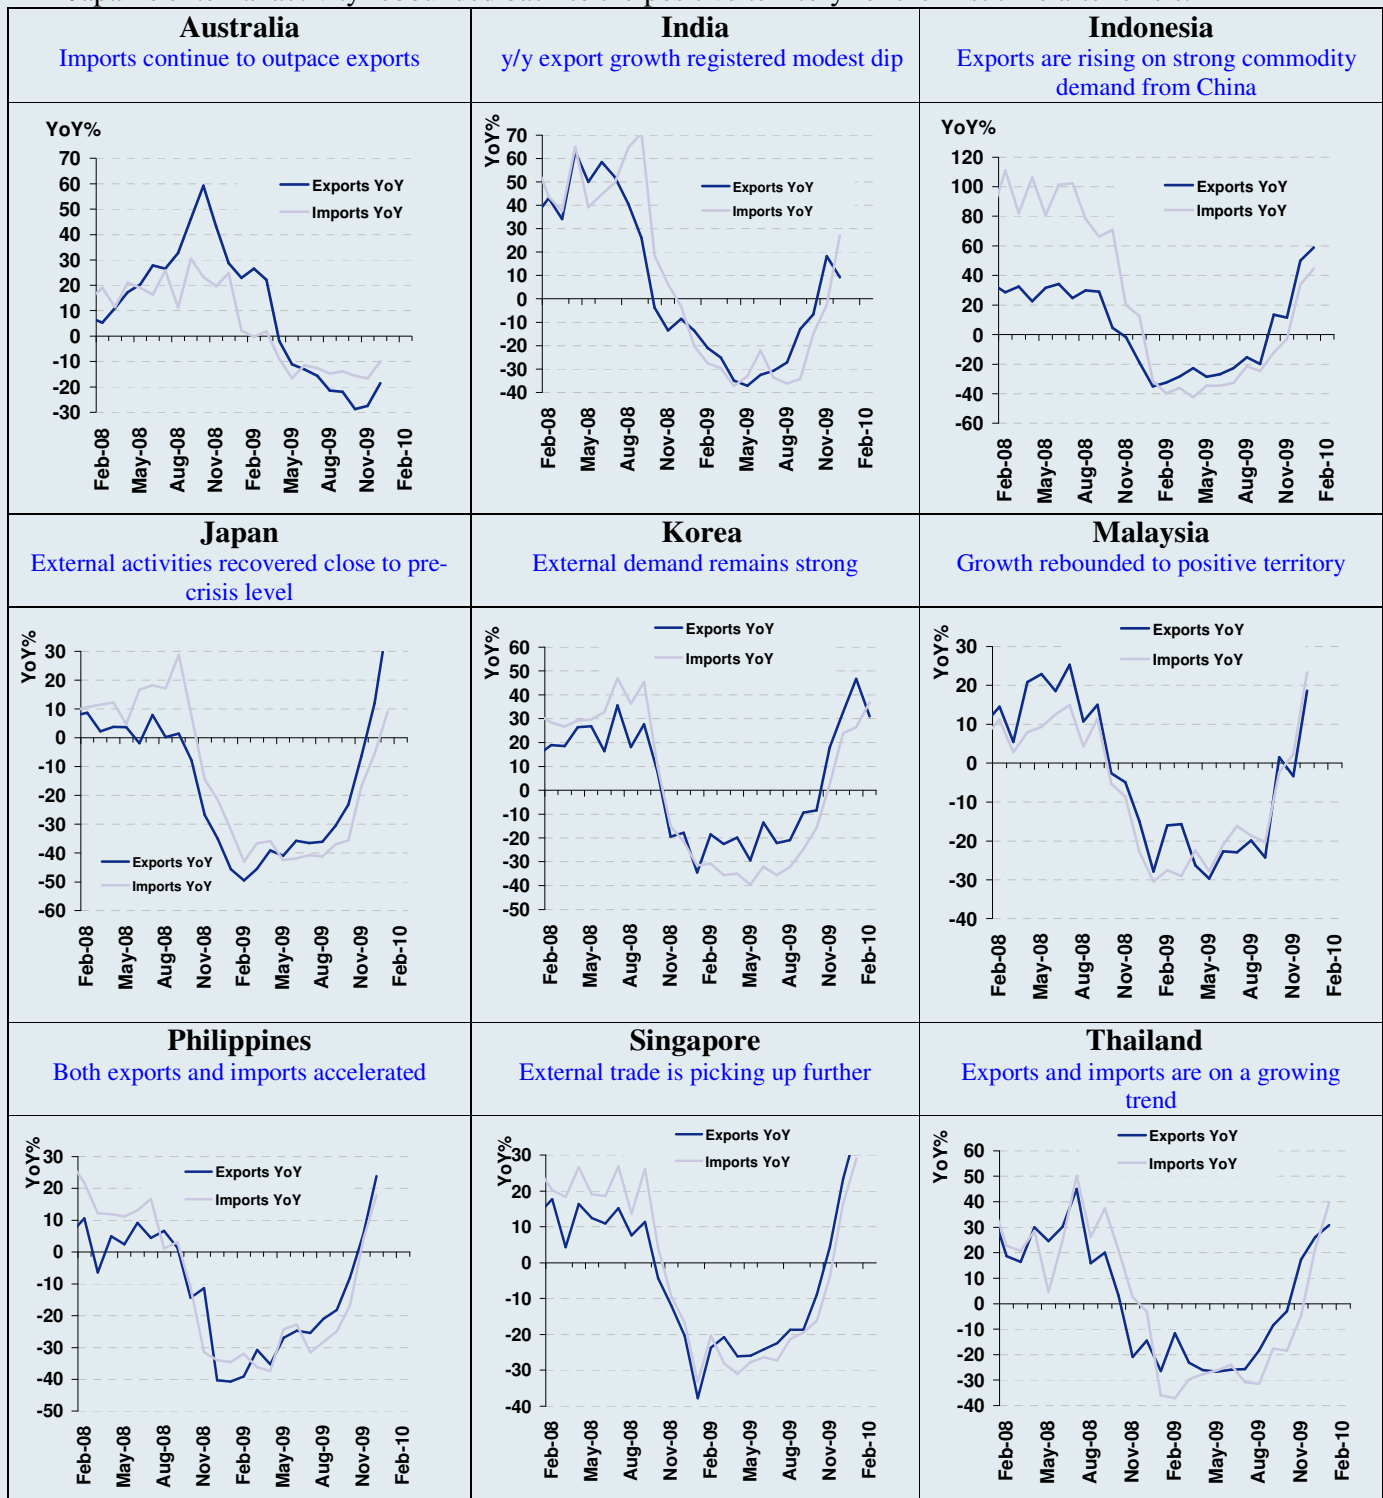 rebounded back to the positive territory
Australia
Imports continue to outpace exports
India
y/y export growth registered modest dip
Indonesia
Exports are rising on strong commodity
demand from China
YoY%
70
60
50
40
30
20
10
0
-10
-20
-30
Exports YoY
Imports YoY
Feb-08
May-08
Aug-08
Nov-08
Feb-09
May-09
Aug-09
Nov-09
Feb-10
YoY%
70
60
50
40
30
20
10
0
-10
-20
-30
-40
Exports YoY
Imports YoY
Feb-08
May-08
Aug-08
Nov-08
Feb-09
May-09
Aug-09
Nov-09
Feb-10
YoY%
120
100
80
60
40
20
0
-20
-40
-60
Exports YoY
Imports YoY
Feb-08
May-08
Aug-08
Nov-08
Feb-09
May-09
Aug-09
Nov-09
Feb-10
Japan
External activities recovered close to pre-
crisis level
Korea
External demand remains strong
Malaysia
Growth rebounded to positive territory
YoY%
30
20
10
0
-10
-20
-30
-40
-50
-60
Exports YoY
Imports YoY
Feb-08
May-08
Aug-08
Nov-08
Feb-09
May-09
Aug-09
Nov-09
Feb-10
YoY%
60
50
40
30
20
10
0
-10
-20
-30
-40
-50
Exports YoY
Imports YoY
Feb-08
May-08
Aug-08
Nov-08
Feb-09
May-09
Aug-09
Nov-09
Feb-10
YoY%
30
20
10
0
-10
-20
-30
-40
Exports YoY
Imports YoY
Feb-08
May-08
Aug-08
Nov-08
Feb-09
May-09
Aug-09
Nov-09
Feb-10
Philippines
Both exports and imports accelerated
Singapore
External trade is picking up further
Thailand
Exports and imports are on a growing
trend
YoY%
30
20
10
0
-10
-20
-30
-40
-50
Exports YoY
Imports YoY
Feb-08
May-08
Aug-08
Nov-08
Feb-09
May-09
Aug-09
Nov-09
Feb-10
YoY%
30
20
10
0
-10
-20
-30
-40
Exports YoY
Imports YoY
Feb-08
May-08
Aug-08
Nov-08
Feb-09
May-09
Aug-09
Nov-09
Feb-10
YoY%
60
50
40
30
20
10
0
-10
-20
-30
-40
Exports YoY
Imports YoY
Feb-08
May-08
Aug-08
Nov-08
Feb-09
May-09
Aug-09
Nov-09
Feb-10